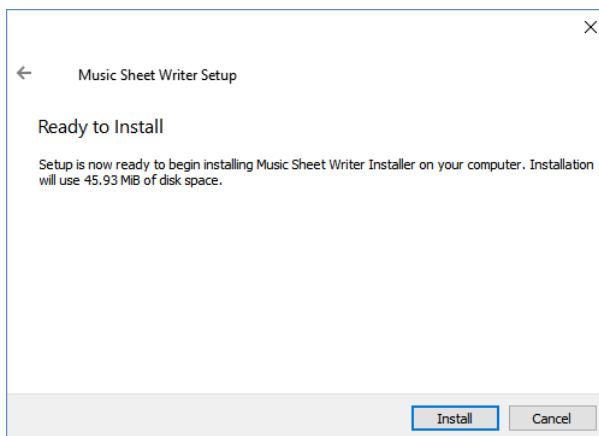 Music Sheet Writer Setup
Ready to Install
Setup is now ready to begin installing Music Sheet Writer Installer on your computer. Installation
will use 45.93 MiB of disk space.
Install Cancel